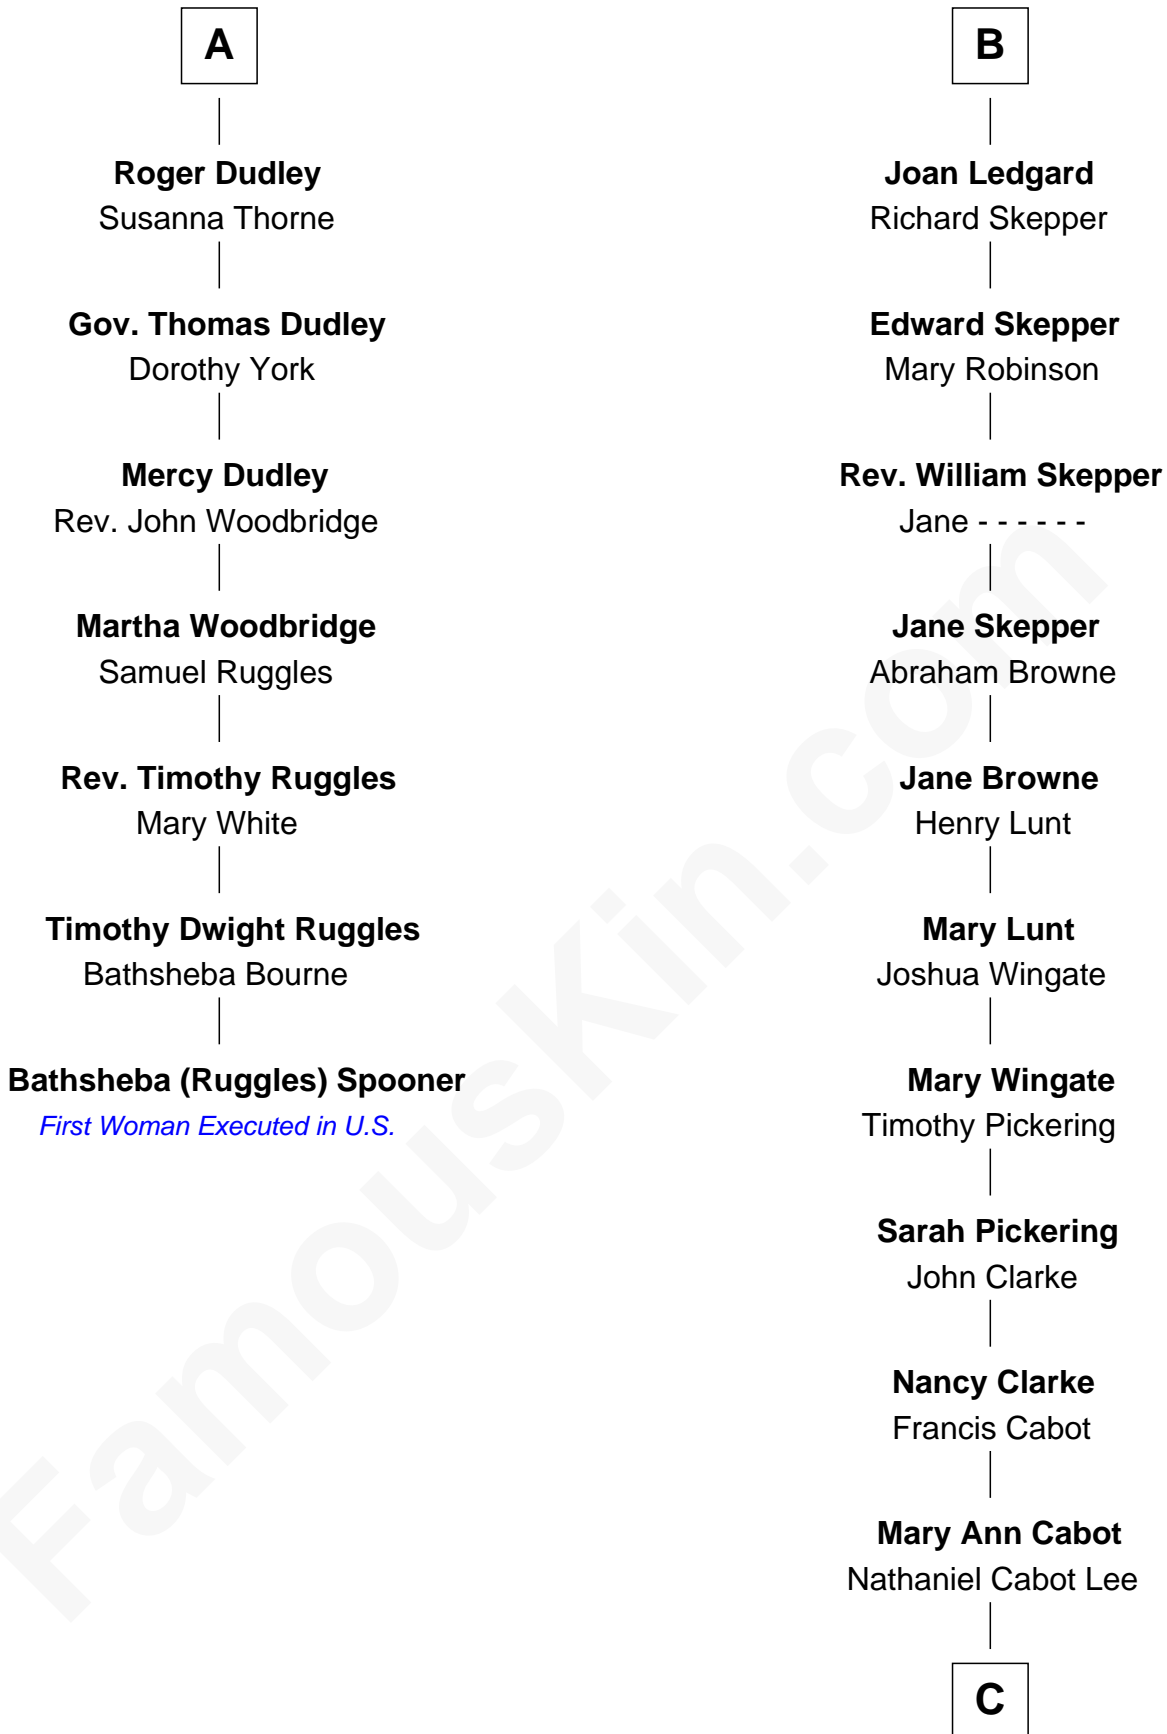 A
Roger Dudley
Susanna Thorne
Gov. Thomas Dudley
Dorothy York
Mercy Dudley
Rev. John Woodbridge
Martha Woodbridge
Samuel Ruggles
Rev. Timothy Ruggles
Mary White
Timothy Dwight Ruggles
Bathsheba Bourne
Bathsheba (Ruggles) Spooner
First Woman Executed in U.S.
B
Joan Ledgard
Richard Skepper
Edward Skepper
Mary Robinson
Rev. William Skepper
Jane - - - - - -
Jane Skepper
Abraham Browne
Jane Browne
Henry Lunt
Mary Lunt
Joshua Wingate
Mary Wingate
Timothy Pickering
Sarah Pickering
John Clarke
Nancy Clarke
Francis Cabot
Mary Ann Cabot
Nathaniel Cabot Lee
C
FamousKin.com